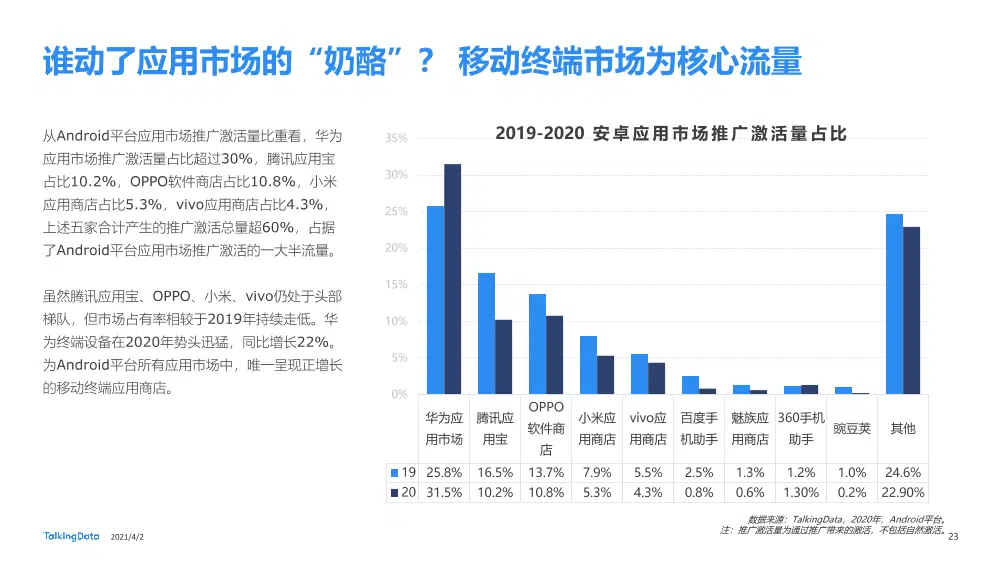 谁动了应用市场的“奶酪”？ 移动终端市场为核心流量
从Android平台应用市场推广激活量比重看，华为
应用市场推广激活量占比超过30%，腾讯应用宝
占比10.2%，OPPO软件商店占比10.8%，小米
应用商店占比5.3%，vivo应用商店占比4.3%，
上述五家合计产生的推广激活总量超60%，占据
了Android平台应用市场推广激活的一大半流量。
虽然腾讯应用宝、OPPO、小米、vivo仍处于头部
梯队，但市场占有率相较于2019年持续走低。华
为终端设备在2020年势头迅猛，同比增长22%。
为Android平台所有应用市场中，唯一呈现正增长
的移动终端应用商店。
2019-2020 安卓应用市场推广激活量占比
35%
30%
25%
20%
15%
10%
5%
0%
华为应用市场 腾讯应用宝 OPPO软件商店 小米应用商店 vivo应用商店 百度手机助手 魅族应用商店 360手机助手 豌豆荚 其他
19 25.8% 16.5% 13.7% 7.9% 5.5% 2.5% 1.3% 1.2% 1.0% 24.6%
20 31.5% 10.2% 10.8% 5.3% 4.3% 0.8% 0.6% 1.30% 0.2% 22.90%
数据来源：TalkingData，2020年，Android平台。
注：推广激活量为通过推广带来的激活，不包括自然激活。
TalkingData 2021/4/2
23